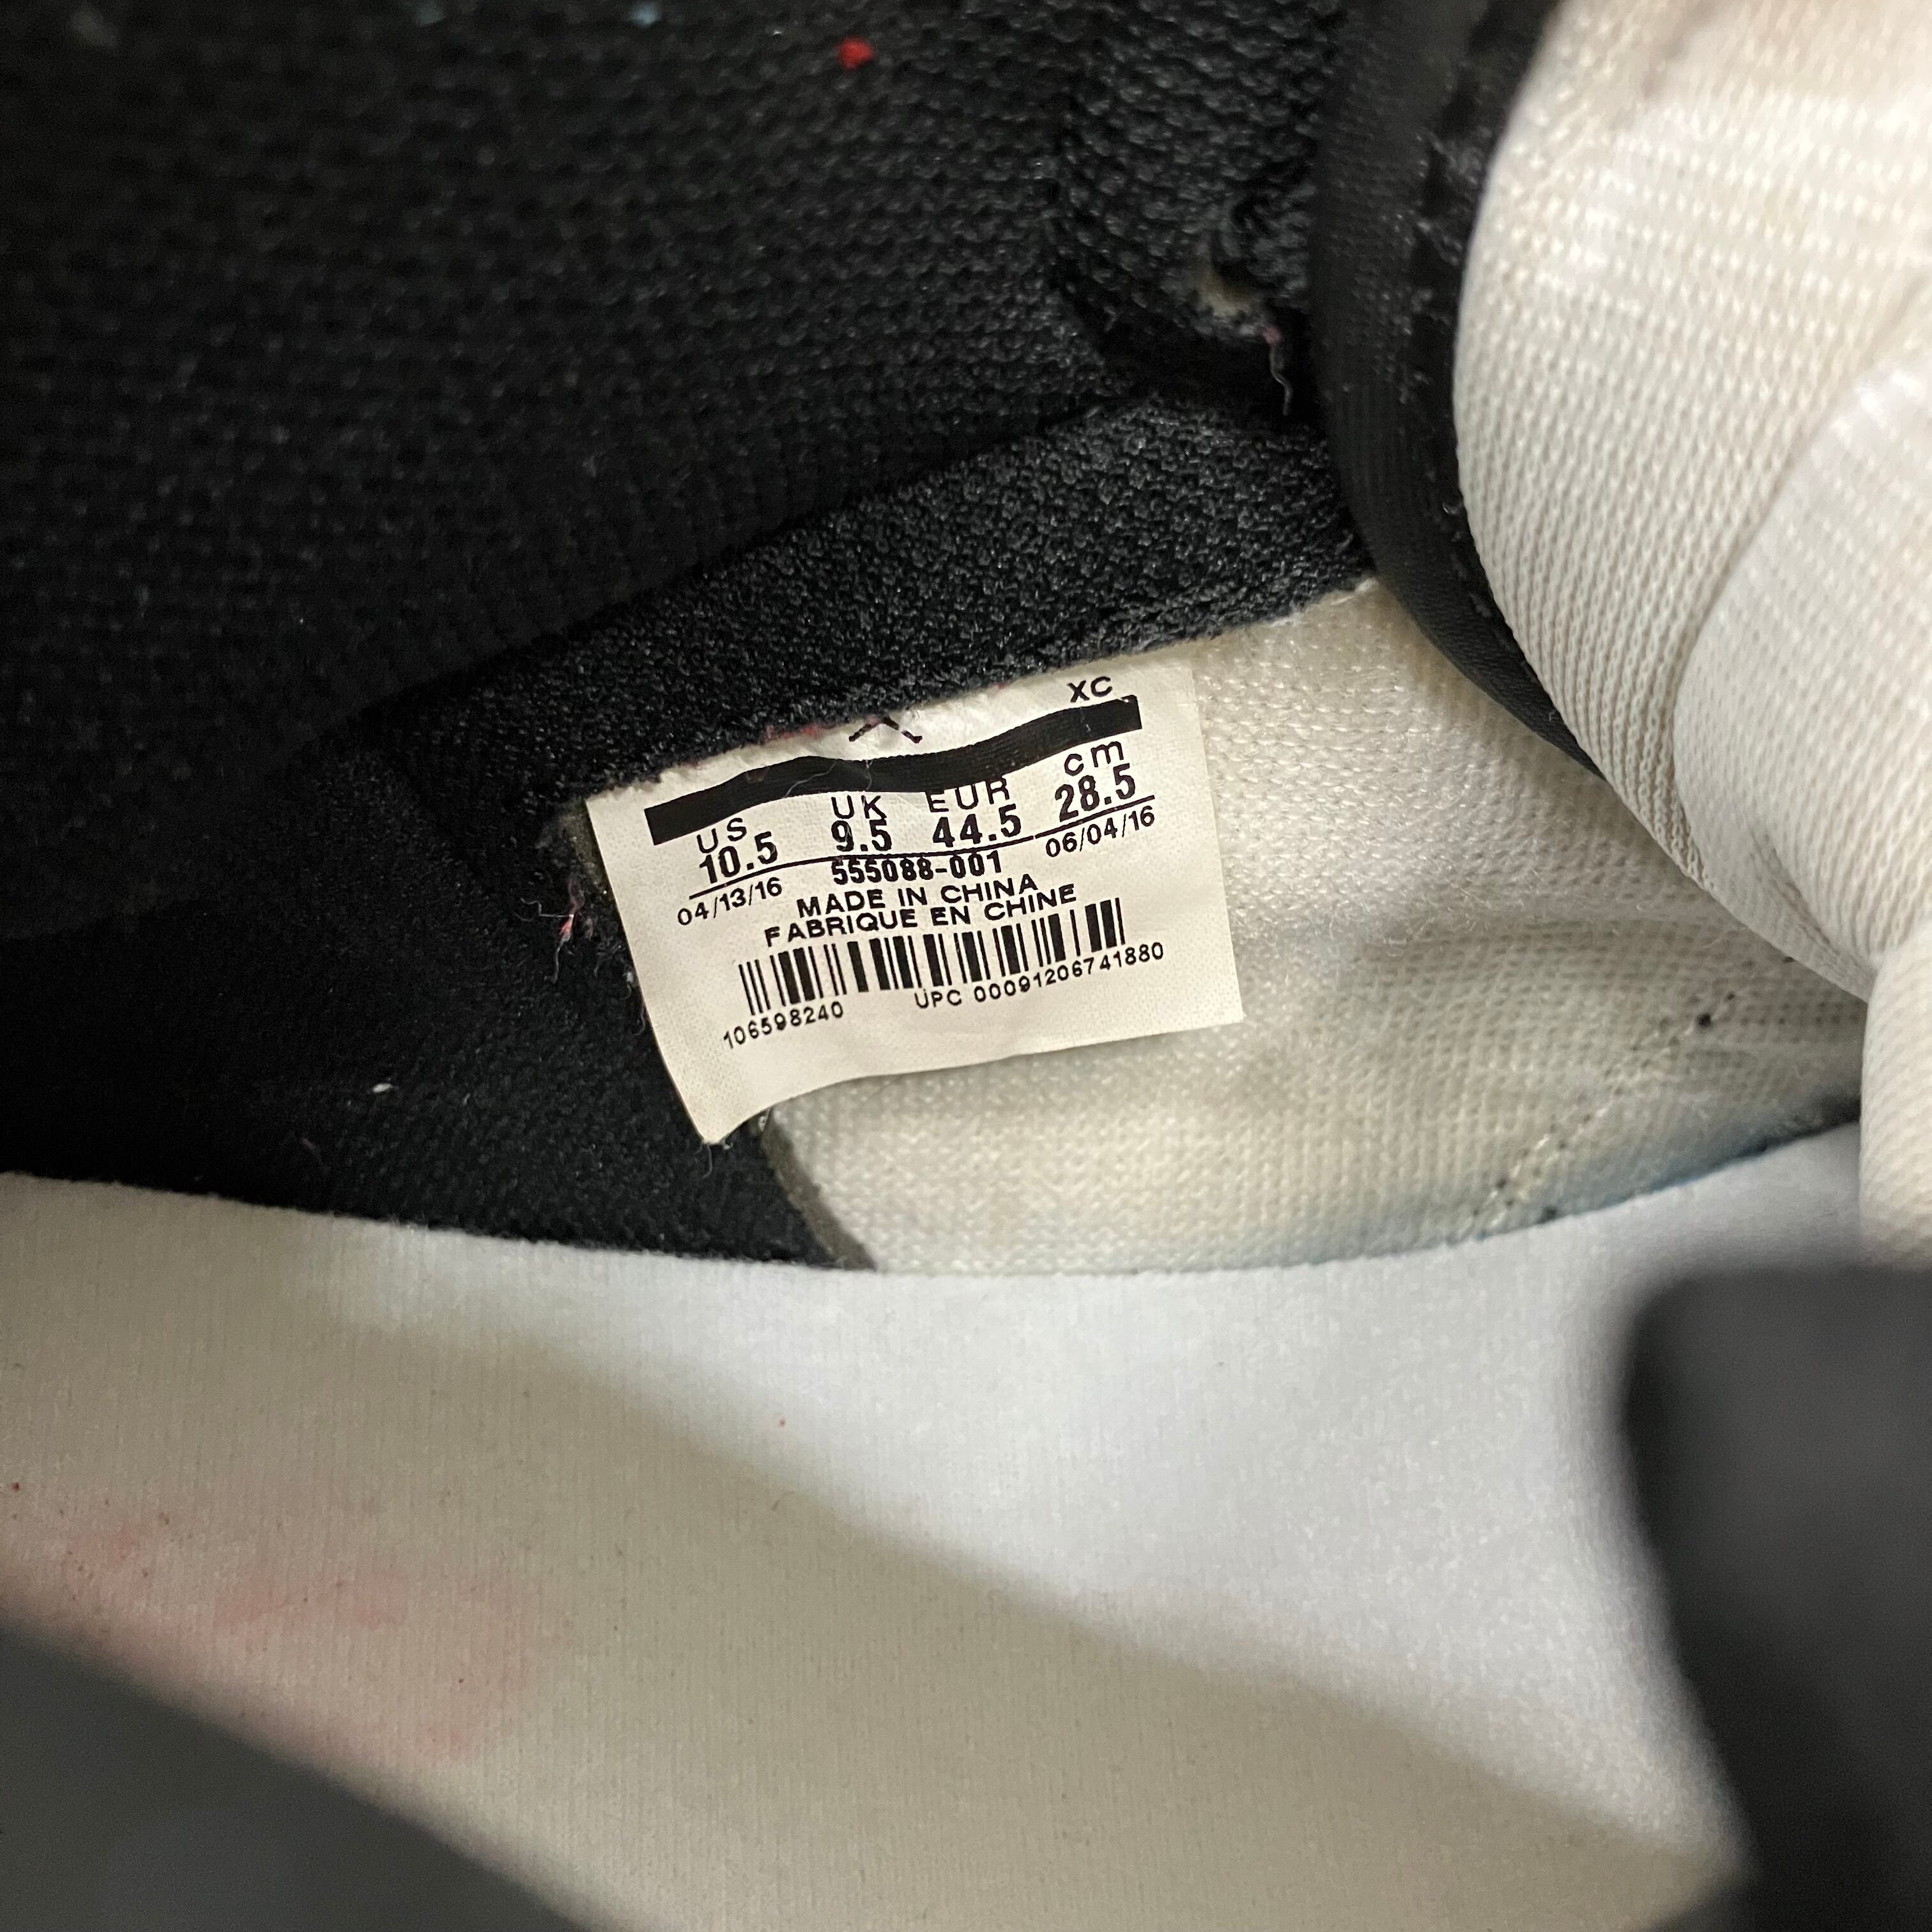 XC
US UK EUR cm
10.5 9.5 44.5 28.5
04/13/16 555088-001 06/04/16
MADE IN CHINA
FABRIQUE EN CHINE
106598240 UPC 00091206741880